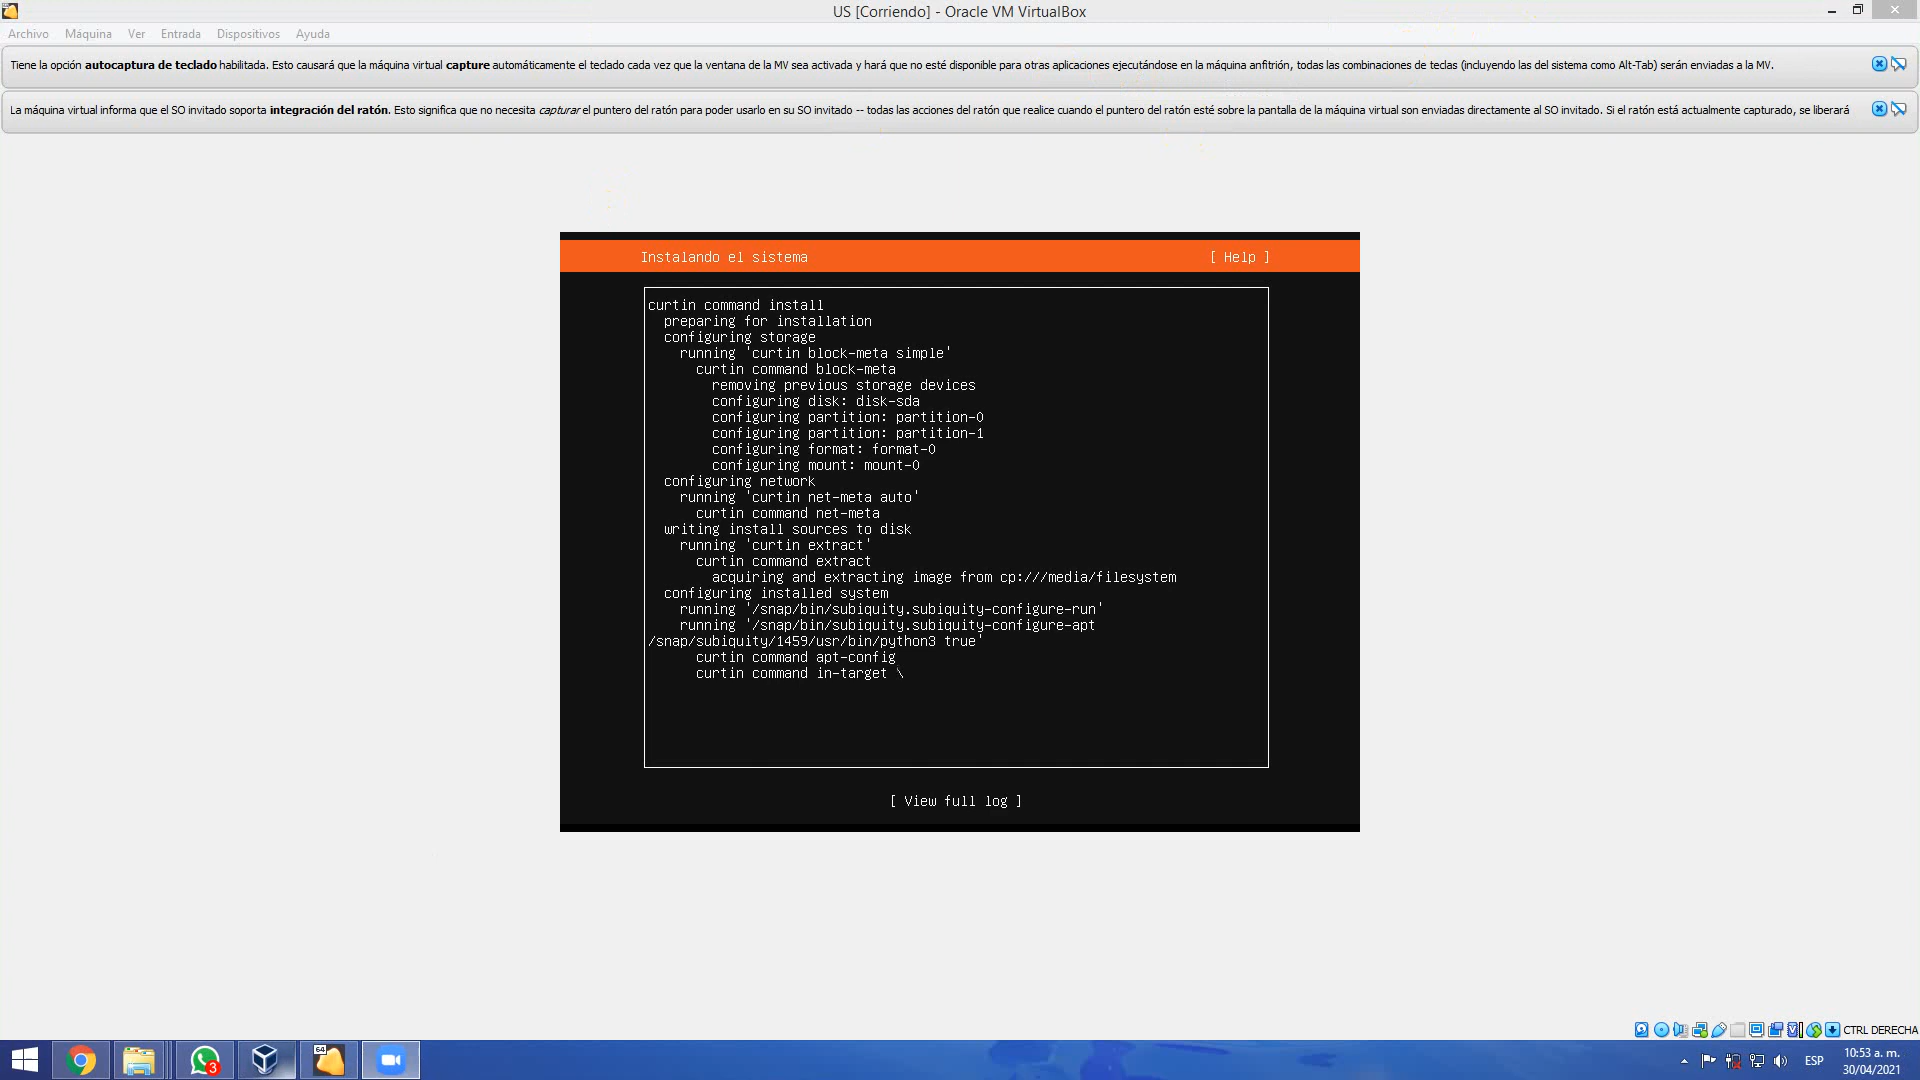 US [Corriendo] - Oracle VM VirtualBox
Archivo Máquina Ver Entrada Dispositivos Ayuda
Tiene la opción autocaptura de teclado habilitada. Esto causará que la máquina virtual capture automáticamente el teclado cada vez que la ventana de la MV sea activada y hará que no esté disponible para otras aplicaciones ejecutándose en la máquina anfitrión, todas las combinaciones de teclas (incluyendo las del sistema como Alt-Tab) serán enviadas a la MV.
La máquina virtual informa que el SO invitado soporta integración del ratón. Esto significa que no necesita capturar el puntero del ratón para poder usarlo en su SO invitado -- todas las acciones del ratón que realice cuando el puntero del ratón esté sobre la pantalla de la máquina virtual son enviadas directamente al SO invitado. Si el ratón está actualmente capturado, se liberará
Instalando el sistema [ Help ]
curtin command install
preparing for installation
configuring storage
running 'curtin block-meta simple'
curtin command block-meta
removing previous storage devices
configuring disk: disk-sda
configuring partition: partition-0
configuring partition: partition-1
configuring format: format-0
configuring mount: mount-0
configuring network
running 'curtin net-meta auto'
curtin command net-meta
writing install sources to disk
running 'curtin extract'
curtin command extract
acquiring and extracting image from cp:///media/filesystem
configuring installed system
running '/snap/bin/subiquity.subiquity-configure-run'
running '/snap/bin/subiquity.subiquity-configure-apt
/snap/subiquity/1459/usr/bin/python3 true'
curtin command apt-config
curtin command in-target \
[ View full log ]
CTRL DERECHA
3
64
ESP
10:53 a. m.
30/04/2021